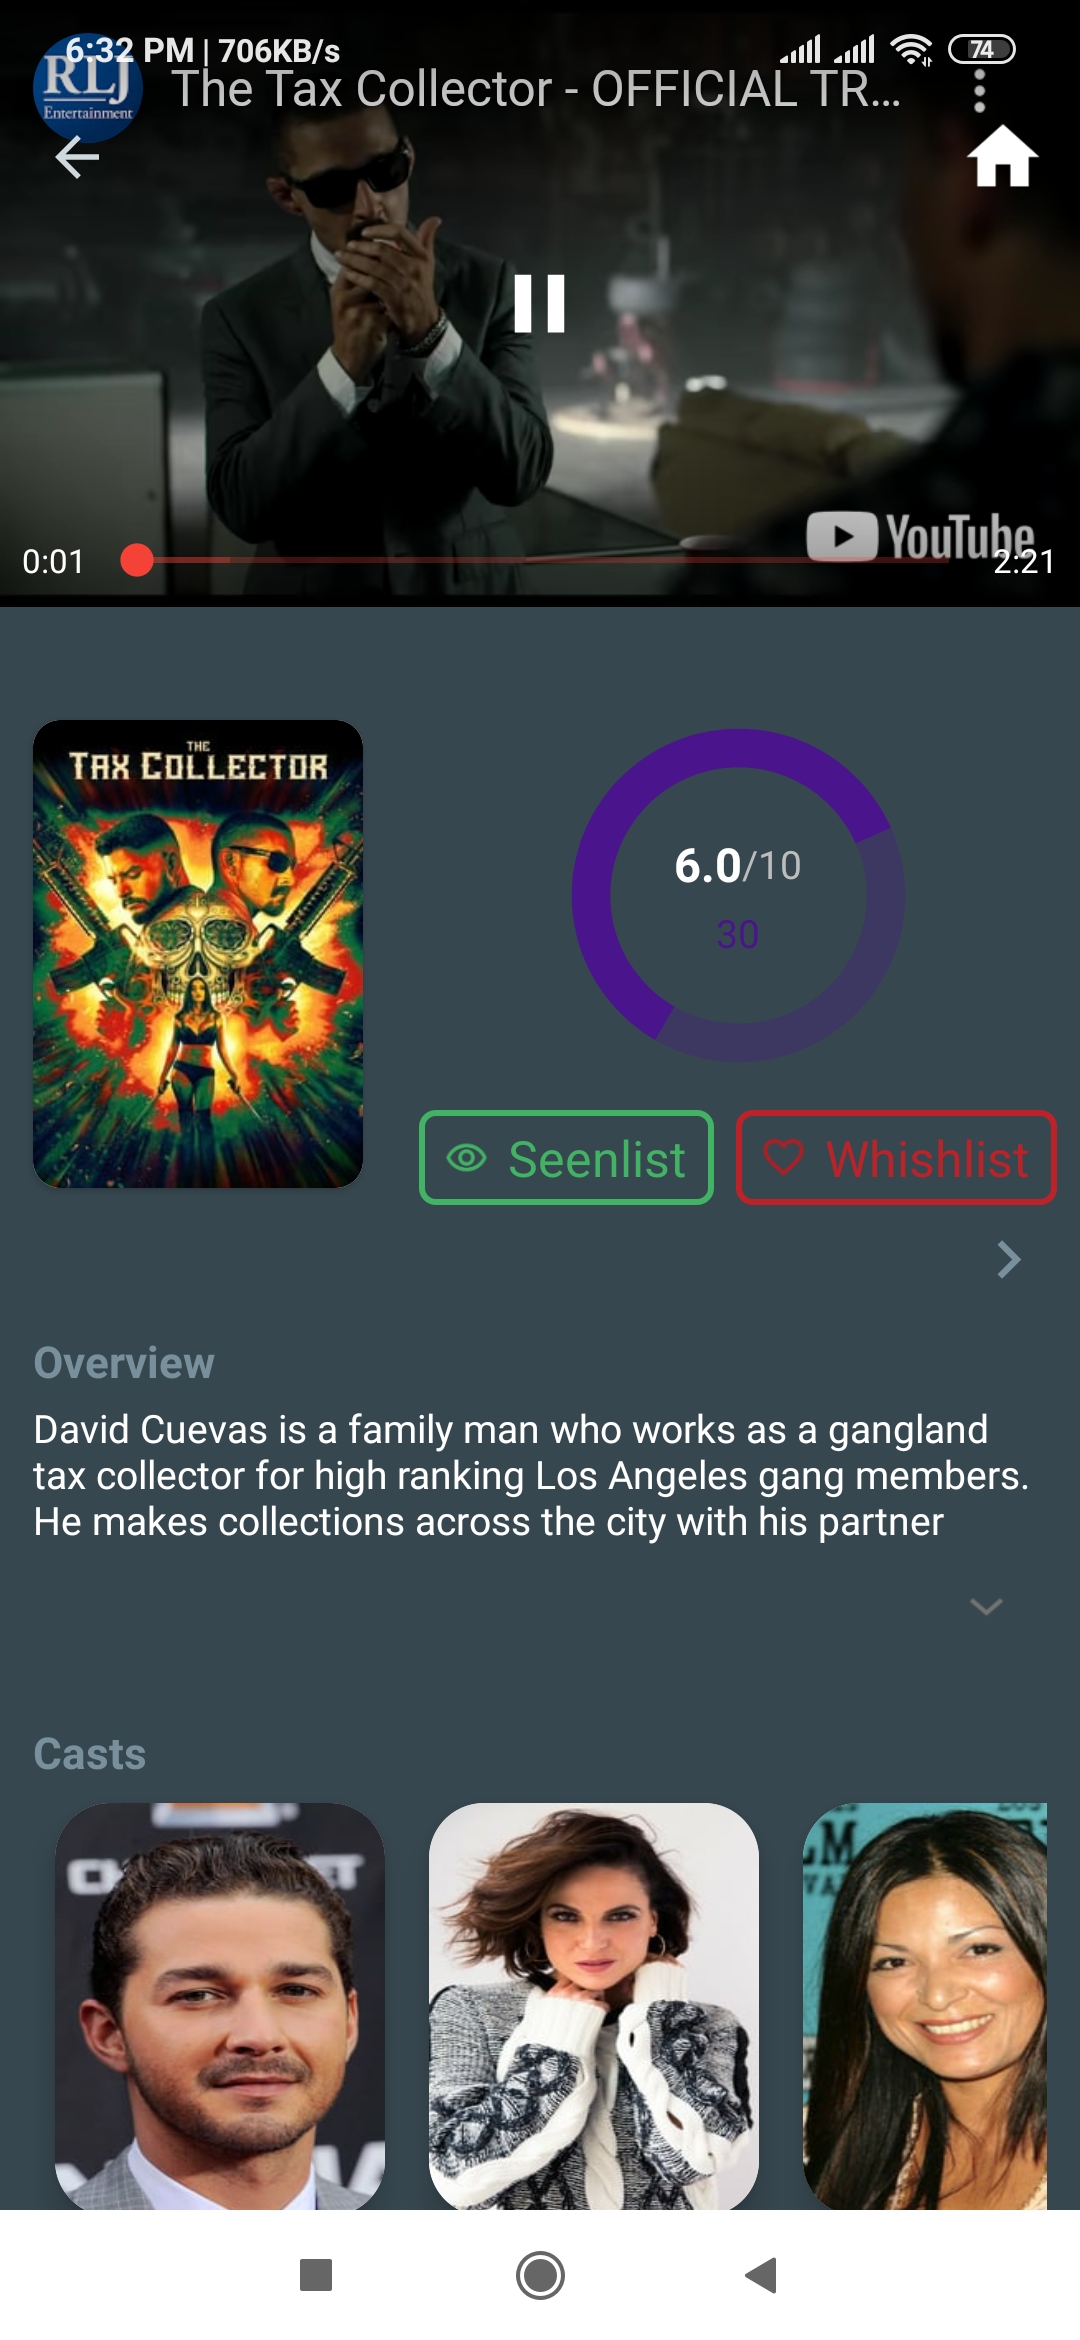 6:32 PM | 706KB/s
74
RLJ
Entertainment
The Tax Collector - OFFICIAL TR...
YouTube
0:01
2:21
THE
TAX COLLECTOR
6.0/10
30
Seenlist
Whishlist
Overview
David Cuevas is a family man who works as a gangland
tax collector for high ranking Los Angeles gang members.
He makes collections across the city with his partner
Casts